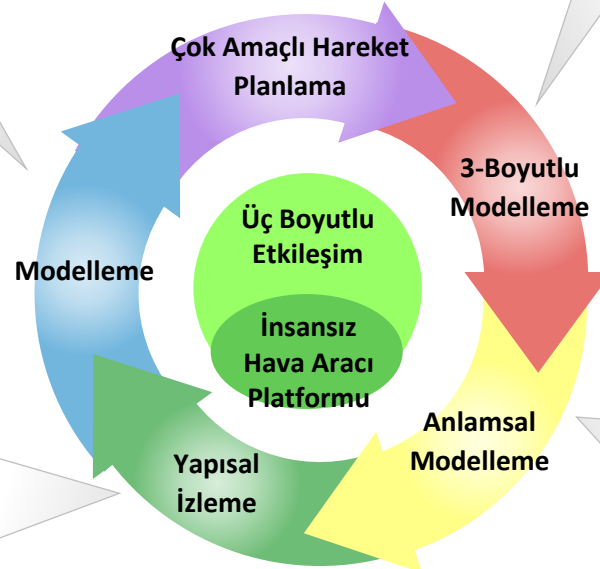 Çok Amaçlı Hareket
Planlama
3-Boyutlu
Modelleme
Anlamsal
Modelleme
Yapısal
İzleme
Modelleme
Üç Boyutlu
Etkileşim
İnsansız
Hava Aracı
Platformu